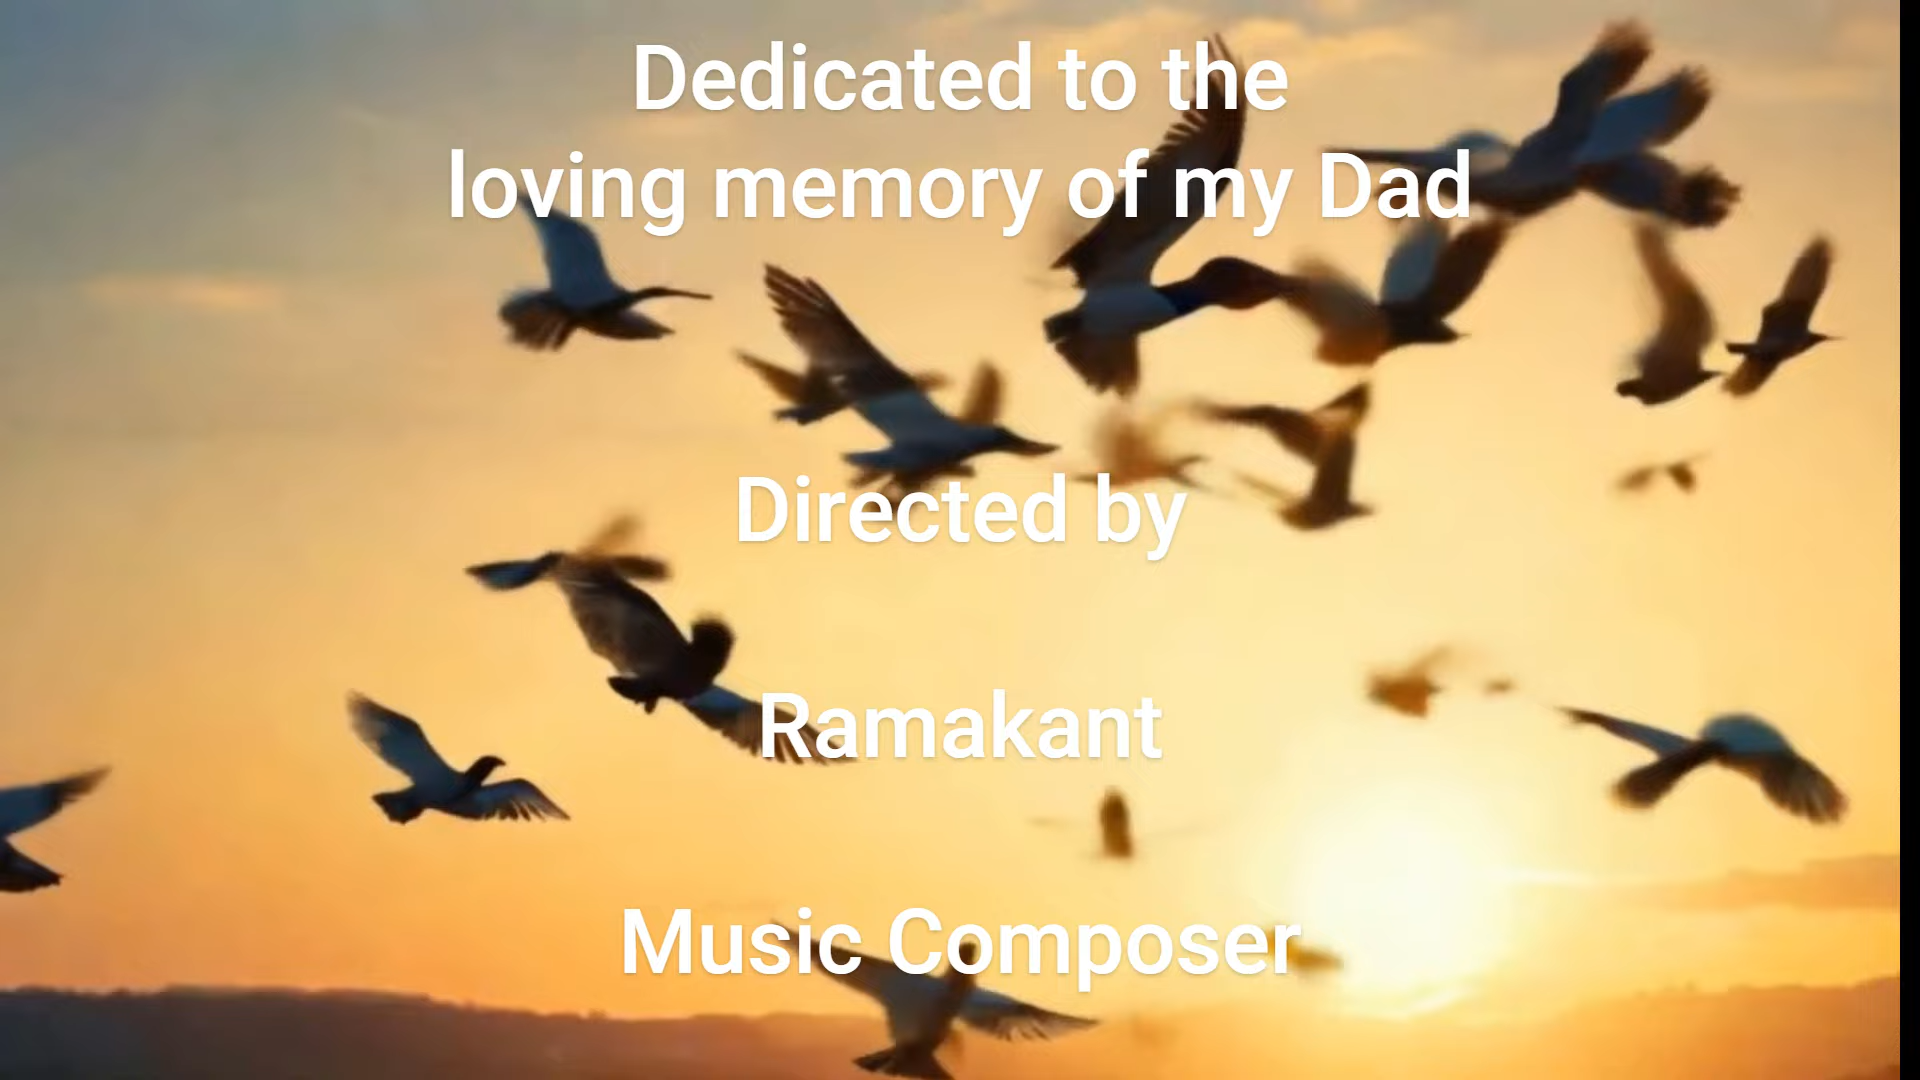 Dedicated to the
loving memory of my Dad
Directed by
Ramakant
Music Composer